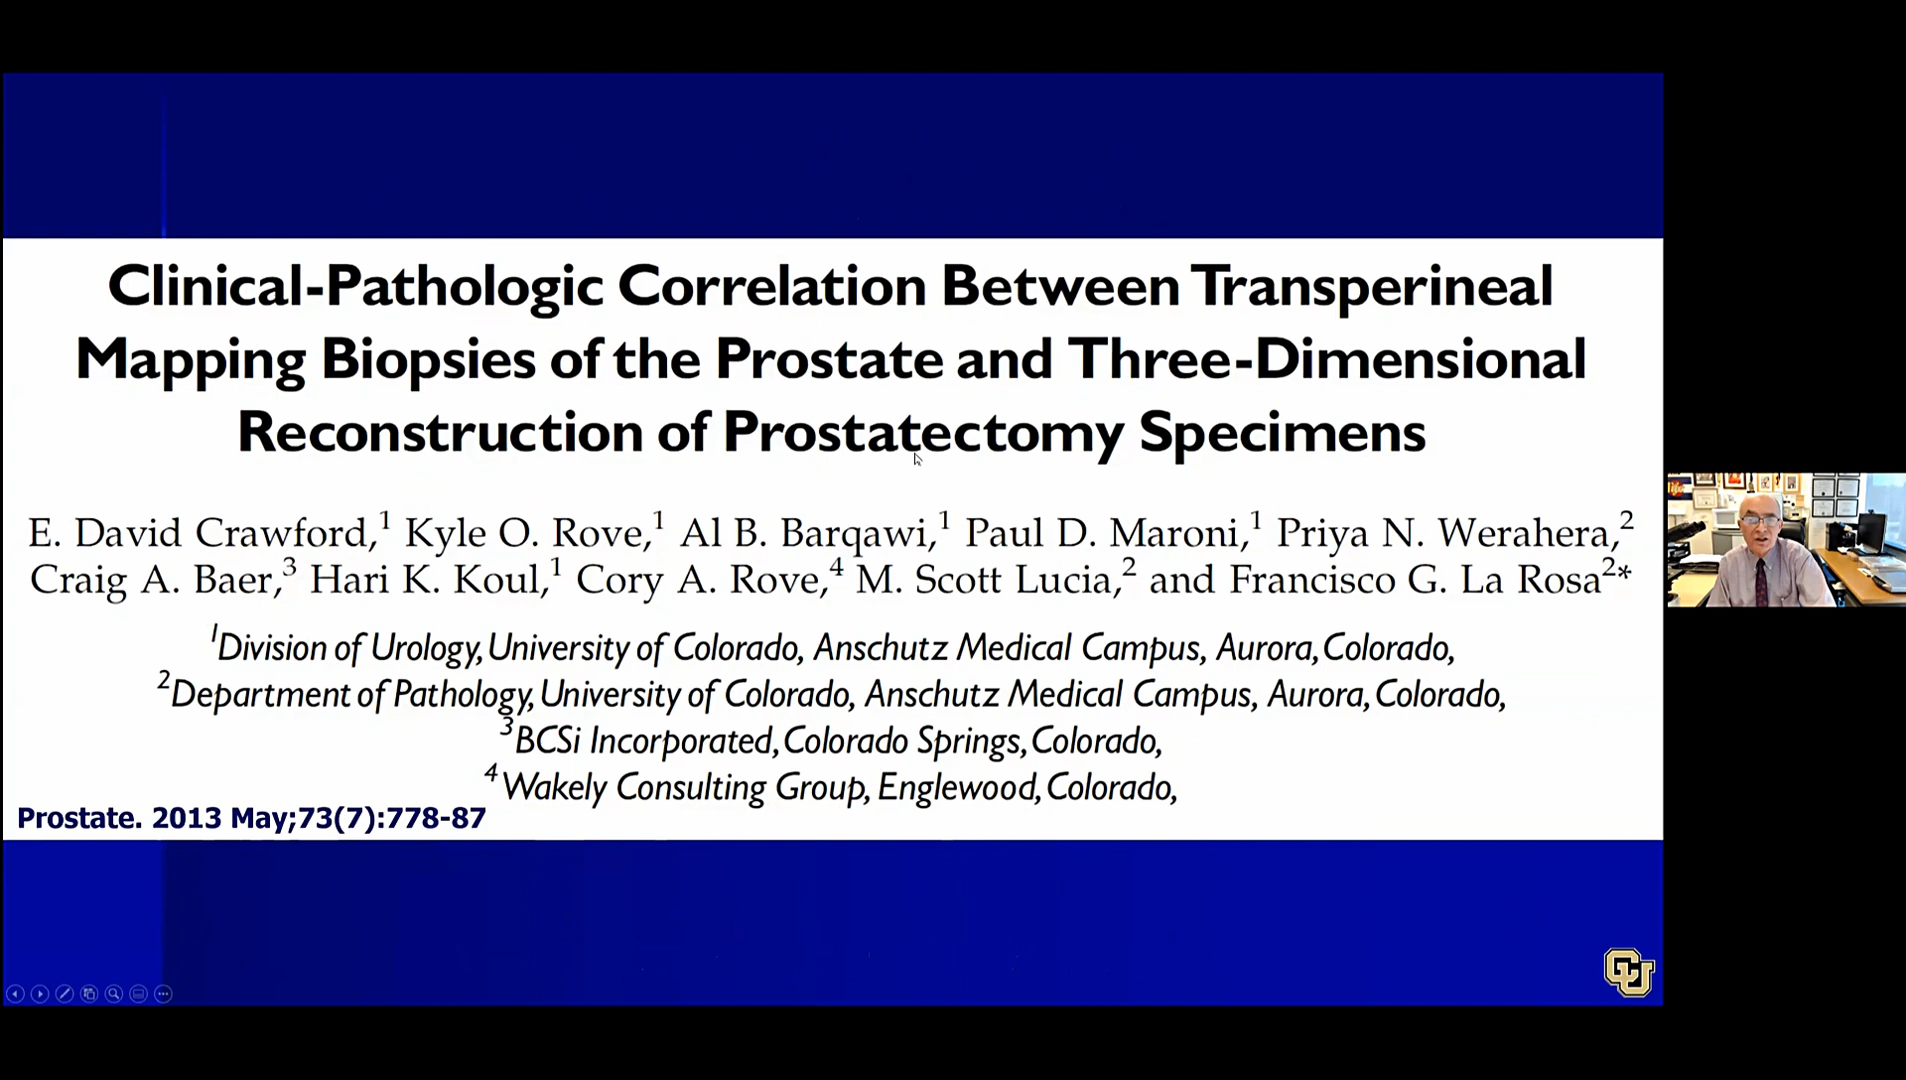 Clinical-Pathologic Correlation Between Transperineal
Mapping Biopsies of the Prostate and Three-Dimensional
Reconstruction of Prostatectomy Specimens
E. David Crawford,1 Kyle O. Rove,1 Al B. Barqawi,1 Paul D. Maroni,1 Priya N. Werahera,2
Craig A. Baer,3 Hari K. Koul,1 Cory A. Rove,4 M. Scott Lucia,2 and Francisco G. La Rosa2*
1Division of Urology, University of Colorado, Anschutz Medical Campus, Aurora, Colorado,
2Department of Pathology, University of Colorado, Anschutz Medical Campus, Aurora, Colorado,
3BCSi Incorporated, Colorado Springs, Colorado,
4Wakely Consulting Group, Englewood, Colorado,
Prostate. 2013 May;73(7):778-87
CU